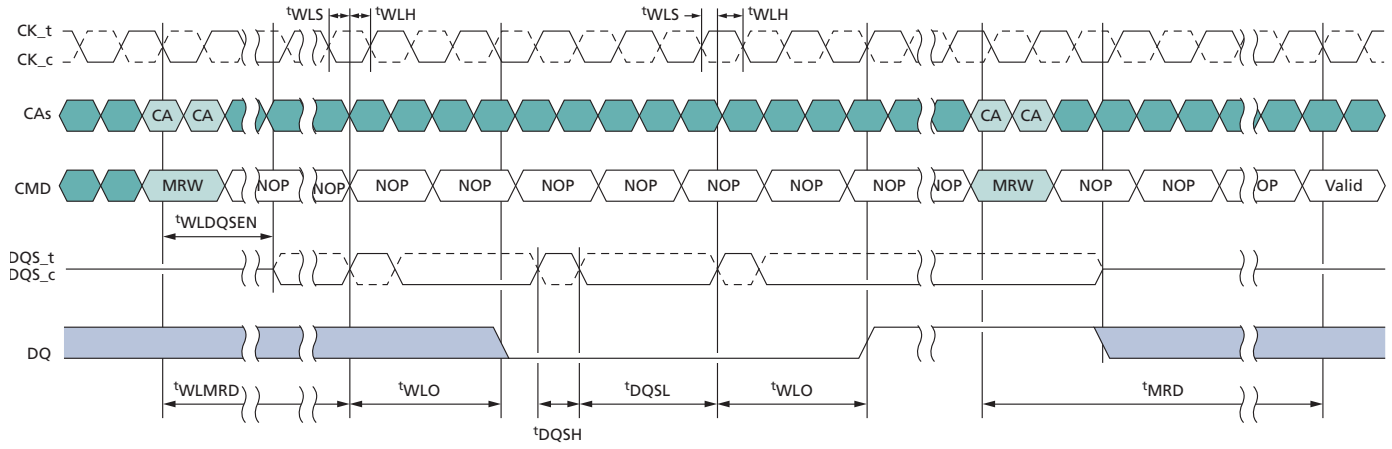 tWLS tWLH tWLS tWLH
CK_t
CK_c
CAs CA CA CA CA
CMD MRW NOP NOP NOP NOP NOP NOP NOP NOP NOP NOP MRW NOP NOP OP Valid
tWLDQSEN
DQS_t
DQS_c
DQ
tWLMRD tWLO tDQSL tWLO tMRD
tDQSH